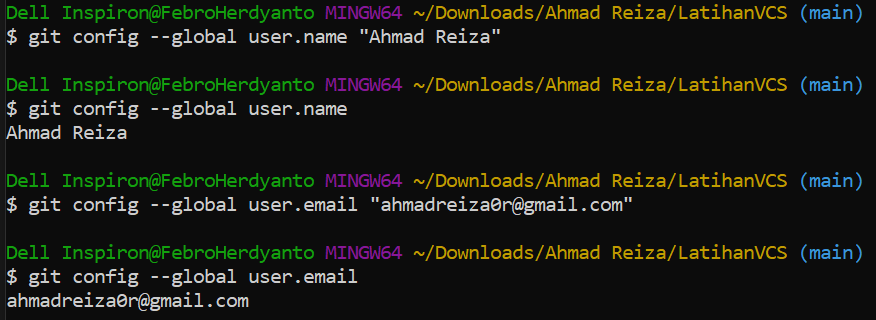 Dell Inspiron@FebroHerdyanto MINGW64 ~/Downloads/Ahmad Reiza/LatihanVCS (main)
$ git config --global user.name "Ahmad Reiza"
Dell Inspiron@FebroHerdyanto MINGW64 ~/Downloads/Ahmad Reiza/LatihanVCS (main)
$ git config --global user.name
Ahmad Reiza
Dell Inspiron@FebroHerdyanto MINGW64 ~/Downloads/Ahmad Reiza/LatihanVCS (main)
$ git config --global user.email "ahmadreiza0r@gmail.com"
Dell Inspiron@FebroHerdyanto MINGW64 ~/Downloads/Ahmad Reiza/LatihanVCS (main)
$ git config --global user.email
ahmadreiza0r@gmail.com